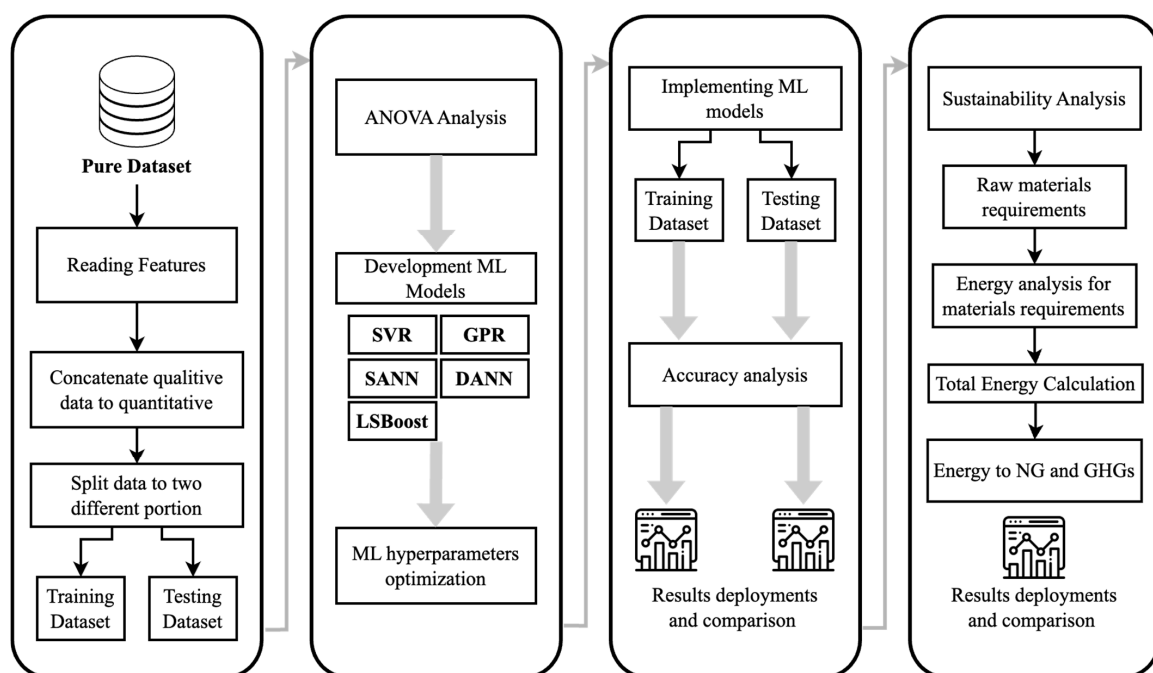 Pure Dataset
Reading Features
Concatenate qualitive
data to quantitative
Split data to two
different portion
Training
Dataset
Testing
Dataset
ANOVA Analysis
Development ML
Models
SVR
GPR
SANN
DANN
LSBoost
ML hyperparameters
optimization
Implementing ML
models
Training
Dataset
Testing
Dataset
Accuracy analysis
Results deployments
and comparison
Sustainability Analysis
Raw materials
requirements
Energy analysis for
materials requirements
Total Energy Calculation
Energy to NG and GHGs
Results deployments
and comparison